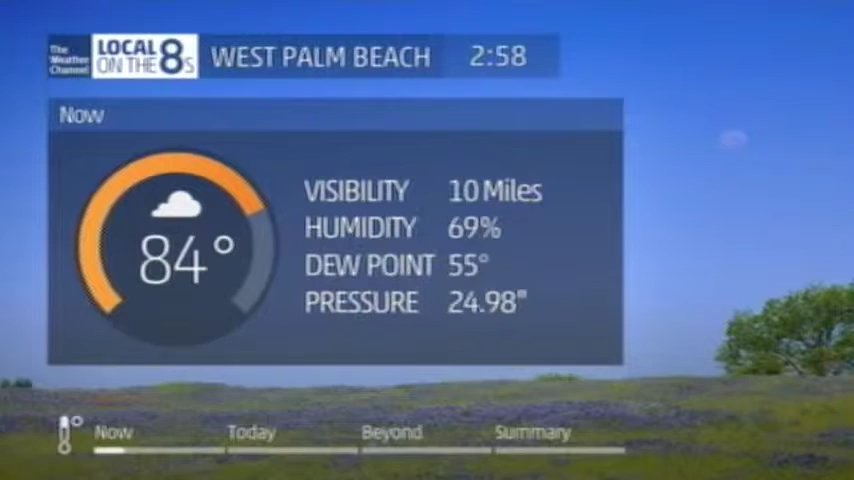 The Weather Channel
LOCAL ON THE 8s
WEST PALM BEACH 2:58
Now
84°
VISIBILITY 10 Miles
HUMIDITY 69%
DEW POINT 55°
PRESSURE 24.98"
Now Today Beyond Summary